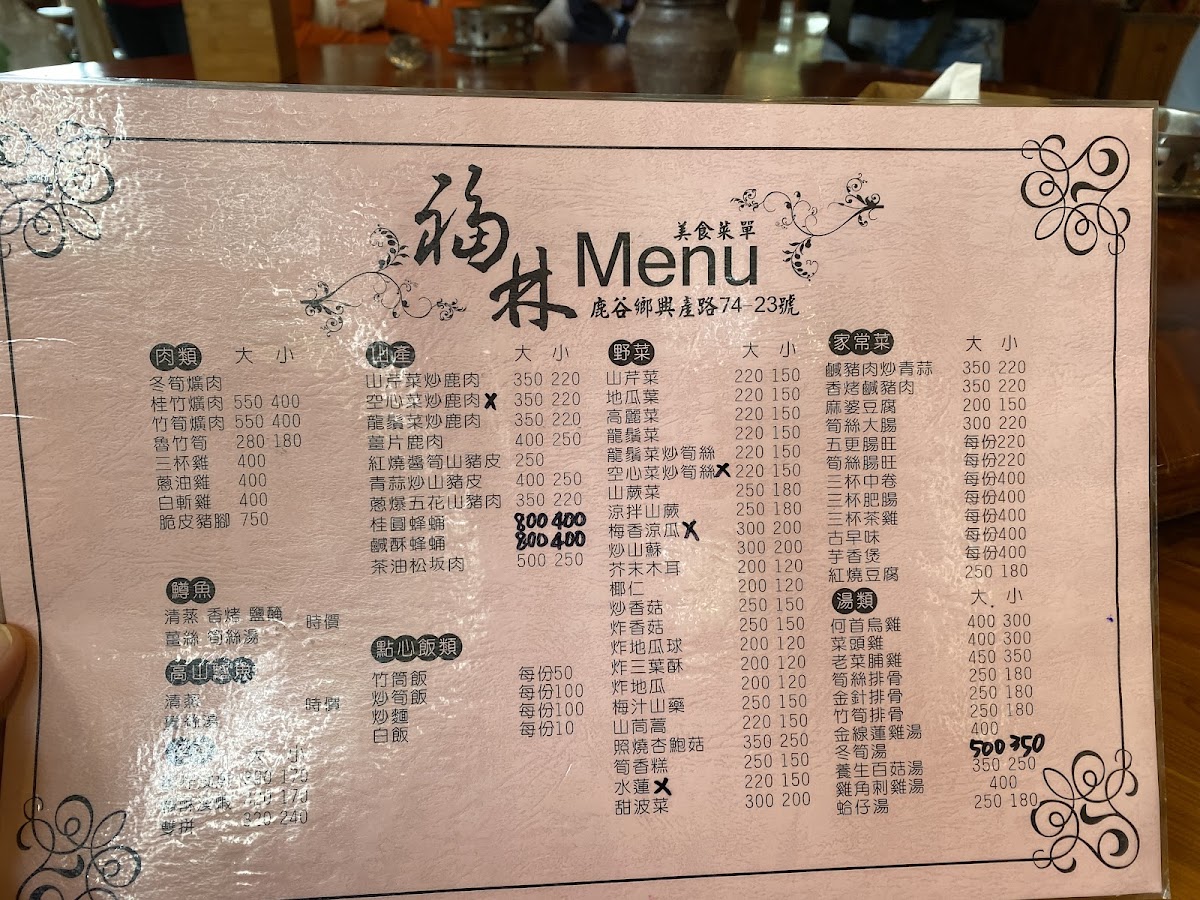 福林
美食菜單
Menu
鹿谷鄉興產路74-23號
肉類 大 小
冬筍爌肉
桂竹爌肉 550 400
竹筍爌肉 550 400
魯竹筍 280 180
三杯雞 400
蔥油雞 400
白斬雞 400
脆皮豬腳 750
鱒魚
清蒸 香烤 鹽醃 時價
薑絲 筍絲湯
高山鱘魚
清蒸 時價
大 小
雙拼 320 240
山產 大 小
山芹菜炒鹿肉 350 220
空心菜炒鹿肉X 350 220
龍鬚菜炒鹿肉 350 220
薑片鹿肉 400 250
紅燒醬筍山豬皮 250
青蒜炒山豬皮 400 250
蔥爆五花山豬肉 350 220
桂圓蜂蛹 800 400
鹹酥蜂蛹 800 400
茶油松坂肉 500 250
點心飯類
竹筒飯 每份50
炒筍飯 每份100
炒麵 每份100
白飯 每份10
野菜 大 小
山芹菜 220 150
地瓜葉 220 150
高麗菜 220 150
龍鬚菜 220 150
龍鬚菜炒筍絲 220 150
空心菜炒筍絲X 220 150
山蕨菜 250 180
涼拌山蕨 250 180
梅香涼瓜X 300 200
炒山蘇 300 200
芥末木耳 200 120
椰仁 200 120
炒香菇 250 150
炸香菇 250 150
炸地瓜球 200 120
炸三葉酥 200 120
炸地瓜 200 120
梅汁山藥 250 150
山茼蒿 220 150
照燒杏鮑菇 350 250
筍香糕 250 150
水蓮X 220 150
甜波菜 300 200
家常菜 大 小
鹹豬肉炒青蒜 350 220
香烤鹹豬肉 350 220
麻婆豆腐 200 150
筍絲大腸 300 220
五更腸旺 每份220
筍絲腸旺 每份220
三杯中卷 每份400
三杯肥腸 每份400
三杯茶雞 每份400
古早味 每份400
芋香煲 每份400
紅燒豆腐 250 180
湯類 大 小
何首烏雞 400 300
菜頭雞 400 300
老菜脯雞 450 350
筍絲排骨 250 180
金針排骨 250 180
竹筍排骨 250 180
金線蓮雞湯 400
冬筍湯 500 350
養生百菇湯 350 250
雞角刺雞湯 400
蛤仔湯 250 180